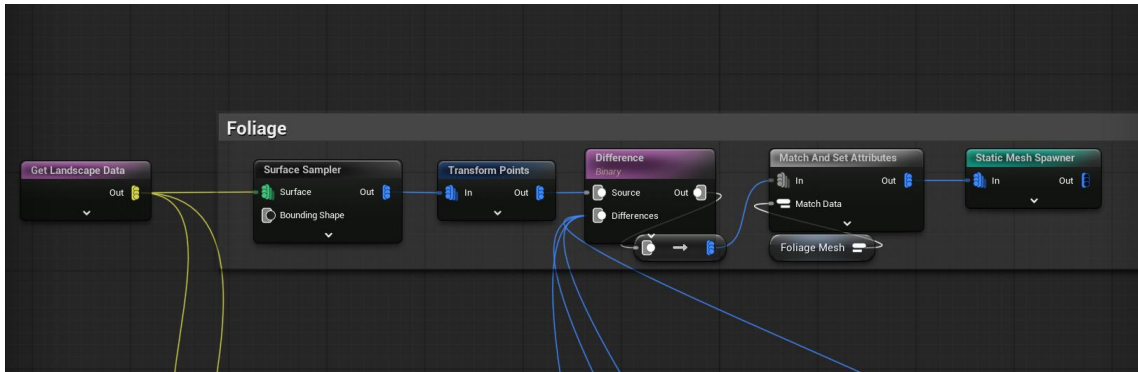 Foliage
Get Landscape Data
Out
Surface Sampler
Surface
Out
Bounding Shape
Transform Points
In
Out
Difference
Binary
Source
Out
Differences
Match And Set Attributes
In
Out
Match Data
Foliage Mesh
Static Mesh Spawner
In
Out